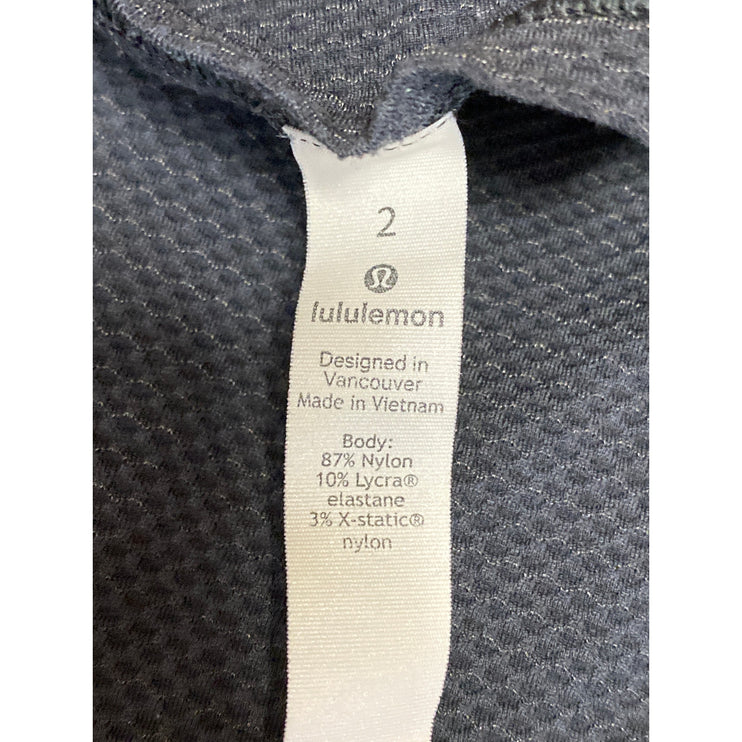 2
lululemon
Designed in
Vancouver
Made in Vietnam
Body:
87% Nylon
10% Lycra®
elastane
3% X-static®
nylon